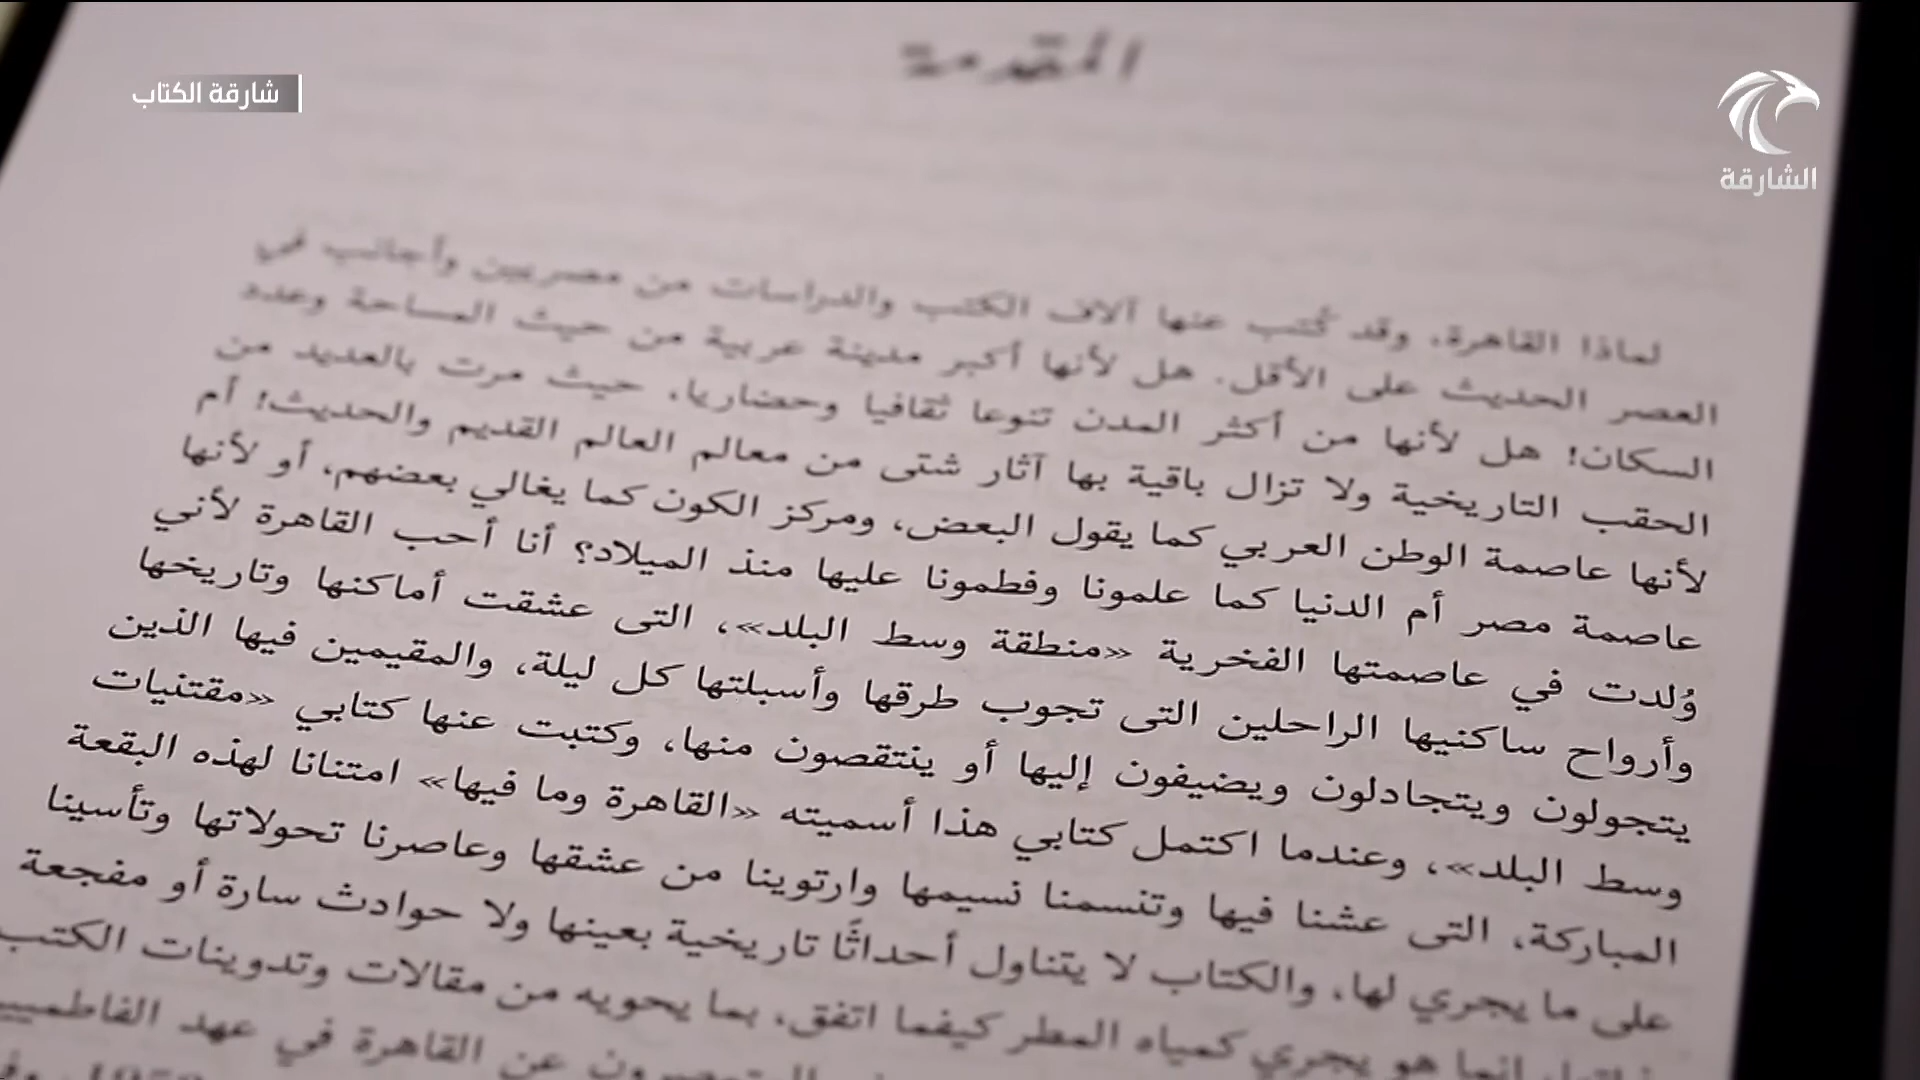 المقدمة
شارقة الكتاب
الشارقة
لماذا القاهرة، وقد كُتب عنها آلاف الكتب والدراسات من مصريين وأجانب في
العصر الحديث على الأقل. هل لأنها أكبر مدينة عربية من حيث المساحة وعدد
السكان! هل لأنها من أكثر المدن تنوعا ثقافيا وحضاريا، حيث مرت بالعديد من
الحقب التاريخية ولا تزال باقية بها آثار شتى من معالم العالم القديم والحديث! أم
لأنها عاصمة الوطن العربي كما يقول البعض، ومركز الكون كما يغالي بعضهم، أو لأنها
عاصمة مصر أم الدنيا كما علمونا وفطمونا عليها منذ الميلاد؟ أنا أحب القاهرة لأني
وُلدت في عاصمتها الفخرية «منطقة وسط البلد»، التى عشقت أماكنها وتاريخها
وأرواح ساكنيها الراحلين التى تجوب طرقها وأسبلتها كل ليلة، والمقيمين فيها الذين
يتجولون ويتجادلون ويضيفون إليها أو ينتقصون منها، وكتبت عنها كتابي «مقتنيات
وسط البلد»، وعندما اكتمل كتابي هذا أسميته «القاهرة وما فيها» امتنانا لهذه البقعة
المباركة، التى عشنا فيها وتنسمنا نسيمها وارتوينا من عشقها وعاصرنا تحولاتها وتأسينا
على ما يجري لها، والكتاب لا يتناول أحداثًا تاريخية بعينها ولا حوادث سارة أو مفجعة
إنما هو يجري كمياه المطر كيفما اتفق، بما يحويه من مقالات وتدوينات الكتب
عن القاهرة في عهد